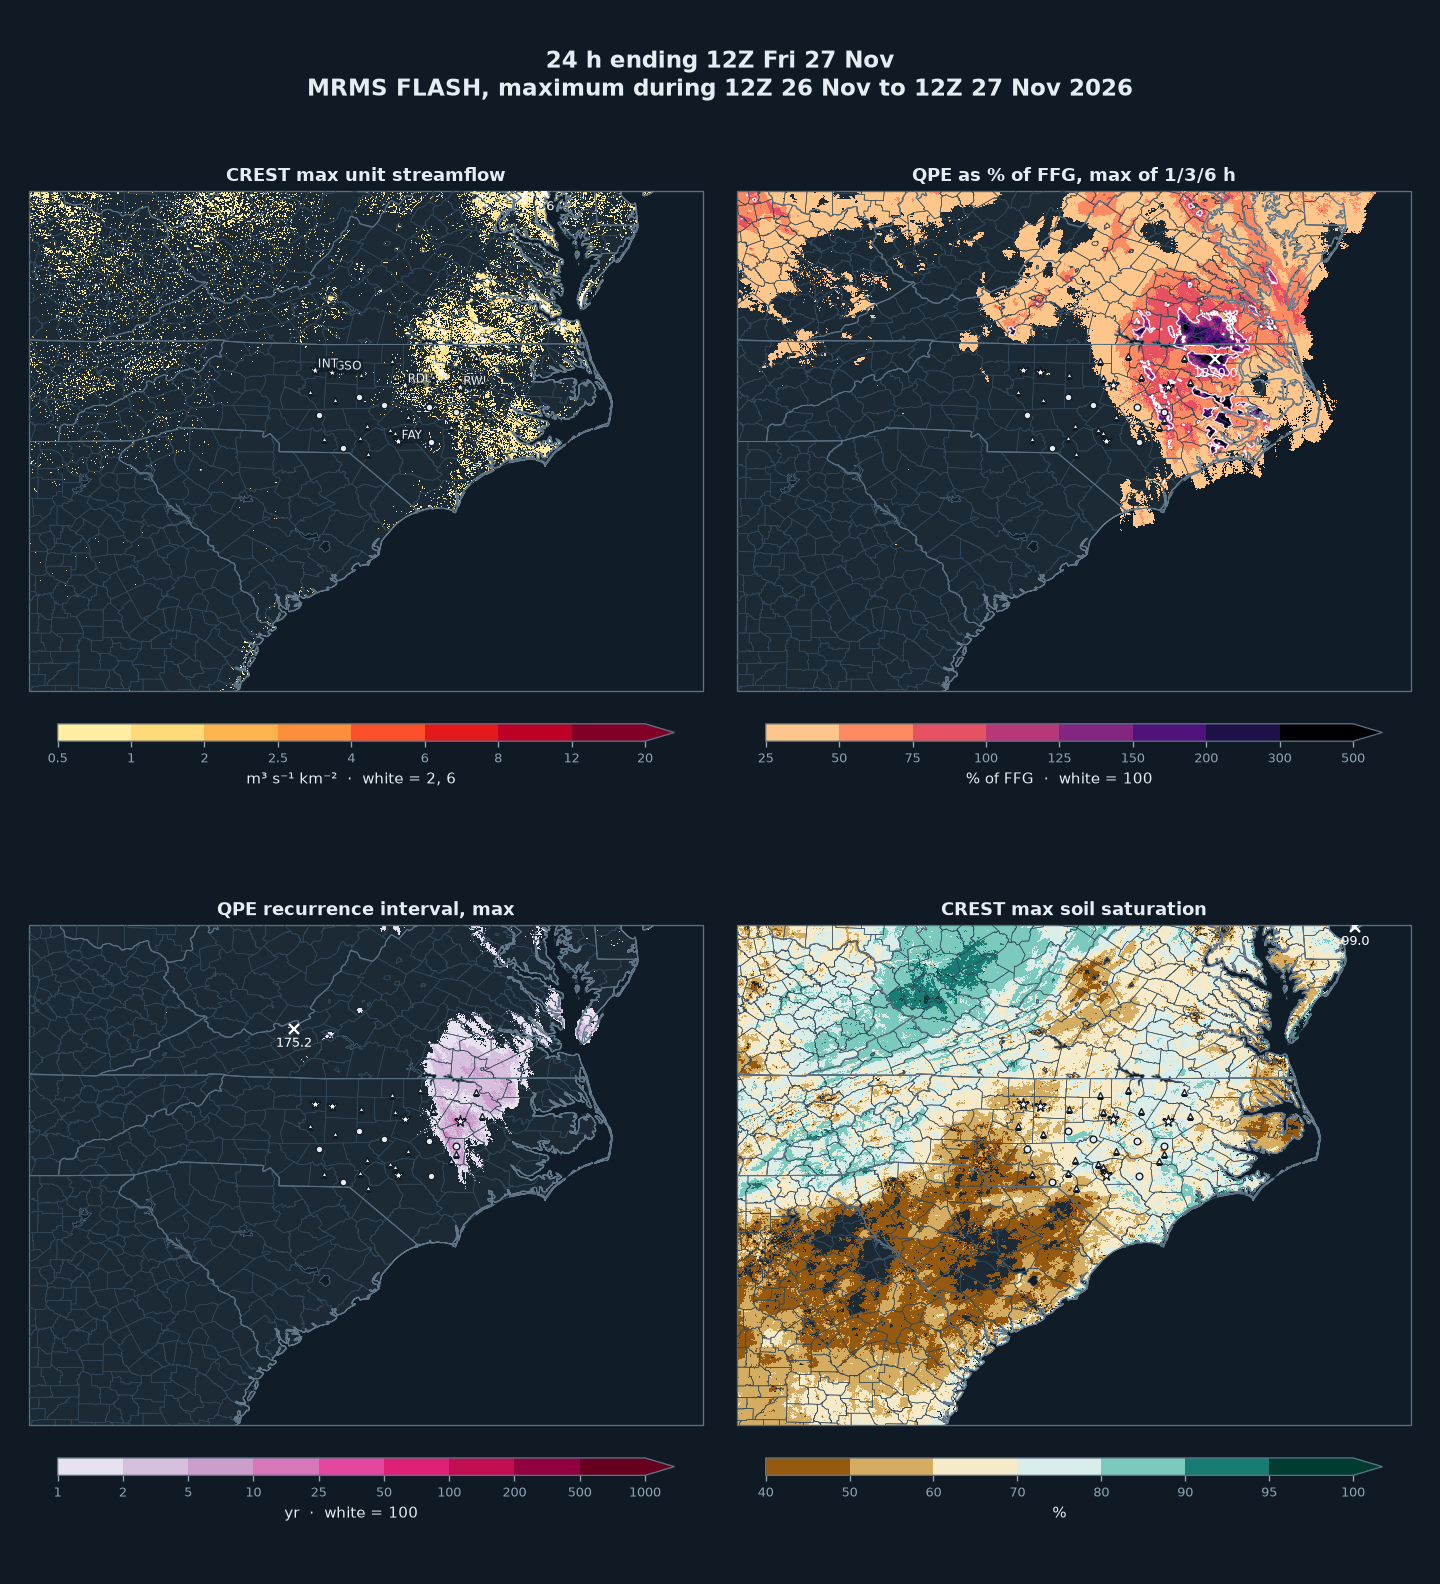 24 h ending 12Z Fri 27 Nov
MRMS FLASH, maximum during 12Z 26 Nov to 12Z 27 Nov 2026
CREST max unit streamflow
INT
GSO
FAY
0.5 1 2 2.5 4 6 8 12 20
m³ s⁻¹ km⁻² · white = 2, 6
QPE as % of FFG, max of 1/3/6 h
25 50 75 100 125 150 200 300 500
% of FFG · white = 100
QPE recurrence interval, max
175.2
1 2 5 10 25 50 100 200 500 1000
yr · white = 100
CREST max soil saturation
99.0
40 50 60 70 80 90 95 100
%